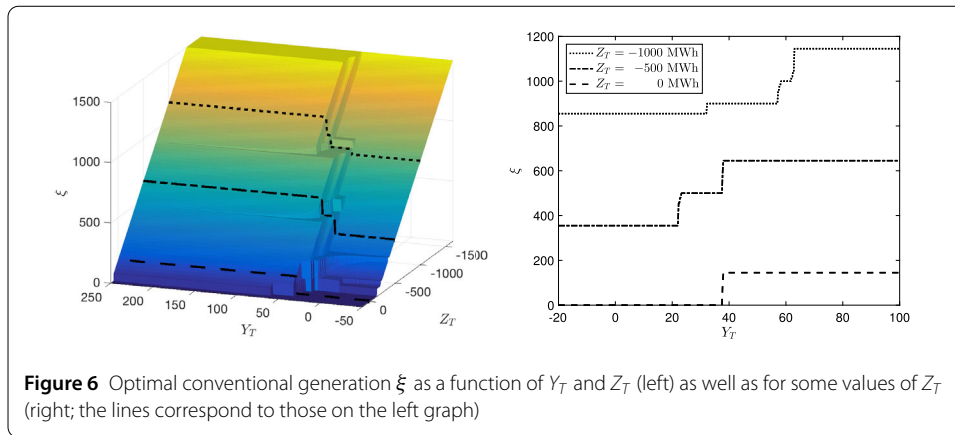 1500
1000
500
0
ξ
250
200
150
100
50
0
-50
Y_T
0
-500
-1000
-1500
Z_T
1200
1000
800
600
400
200
0
ξ
-20
0
20
40
60
80
100
Y_T
Z_T = −1000 MWh
Z_T = −500 MWh
Z_T = 0 MWh
Figure 6 Optimal conventional generation ξ as a function of Y_T and Z_T (left) as well as for some values of Z_T
(right; the lines correspond to those on the left graph)